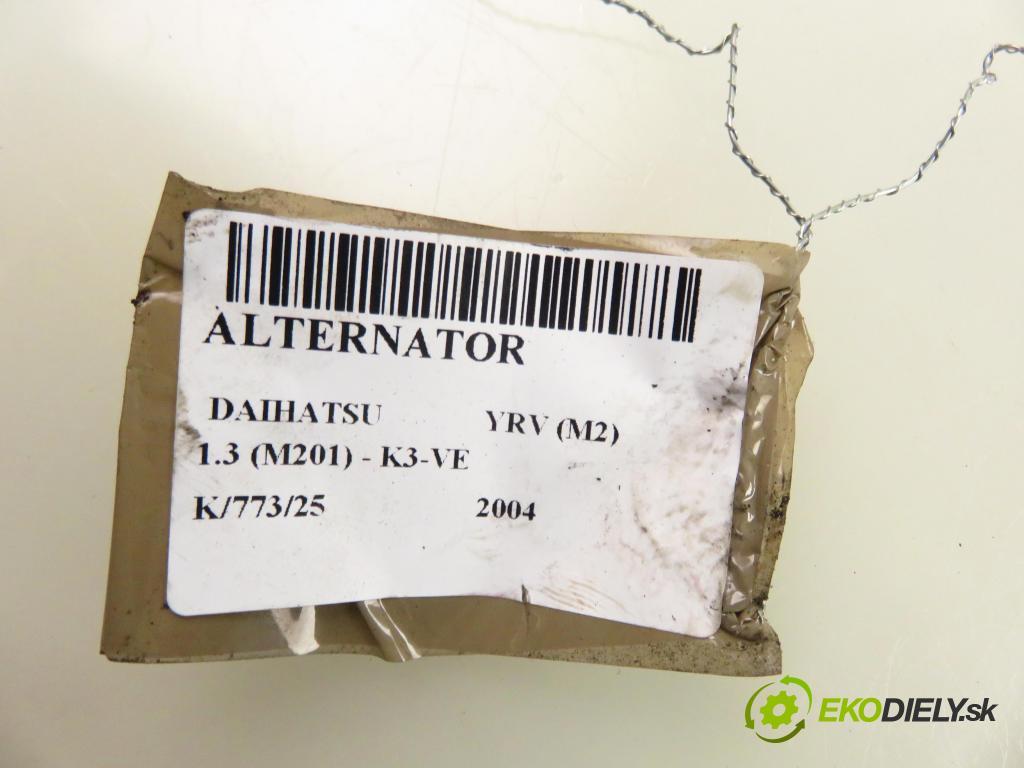 ALTERNATOR
DAIHATSU YRV (M2)
1.3 (M201) - K3-VE
K/773/25 2004
EKODIELY.sk